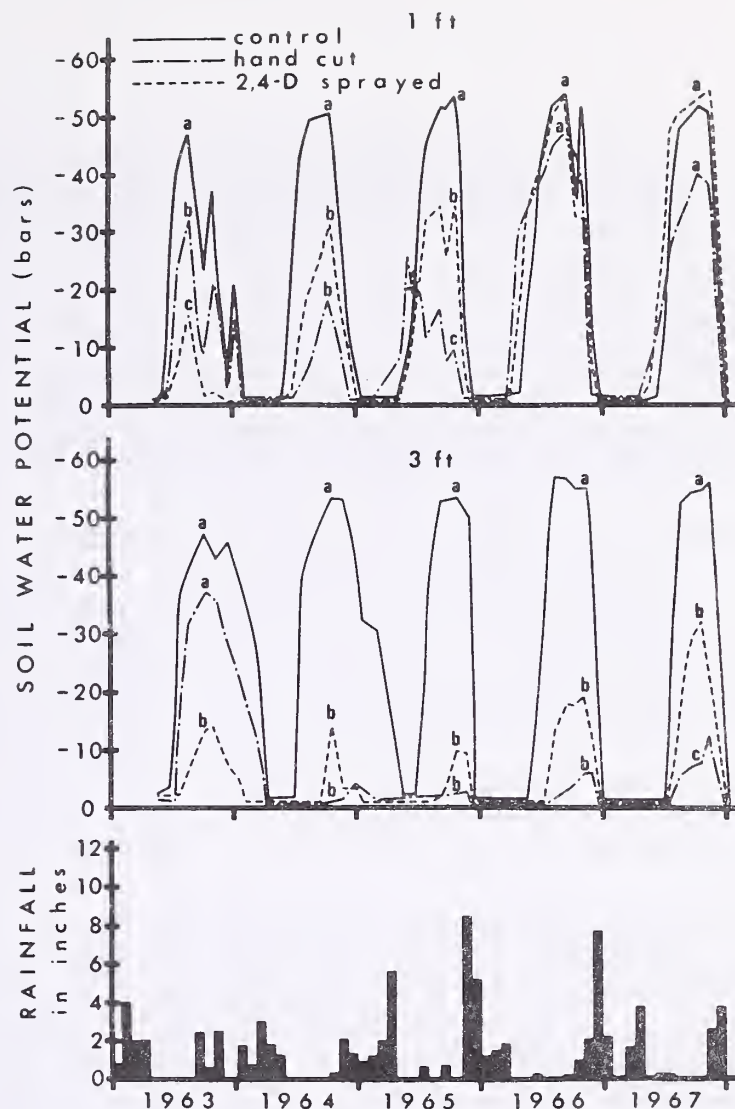 1 ft
control
hand cut
2,4-D sprayed
SOIL WATER POTENTIAL (bars)
-60
-50
-40
-30
-20
-10
0
a
b
c
a
b
b
a
b
c
a
a
a
a
3 ft
-60
-50
-40
-30
-20
-10
0
a
a
b
a
b
b
a
b
b
a
b
b
a
b
c
RAINFALL
in inches
12
10
8
6
4
2
0
1963 1964 1965 1966 1967